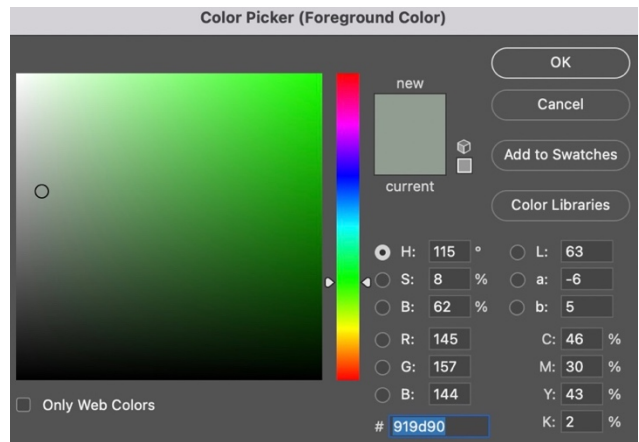 Color Picker (Foreground Color)
new
current
OK
Cancel
Add to Swatches
Color Libraries
H: 115 °
S: 8 %
B: 62 %
R: 145
G: 157
B: 144
# 919d90
L: 63
a: -6
b: 5
C: 46 %
M: 30 %
Y: 43 %
K: 2 %
Only Web Colors